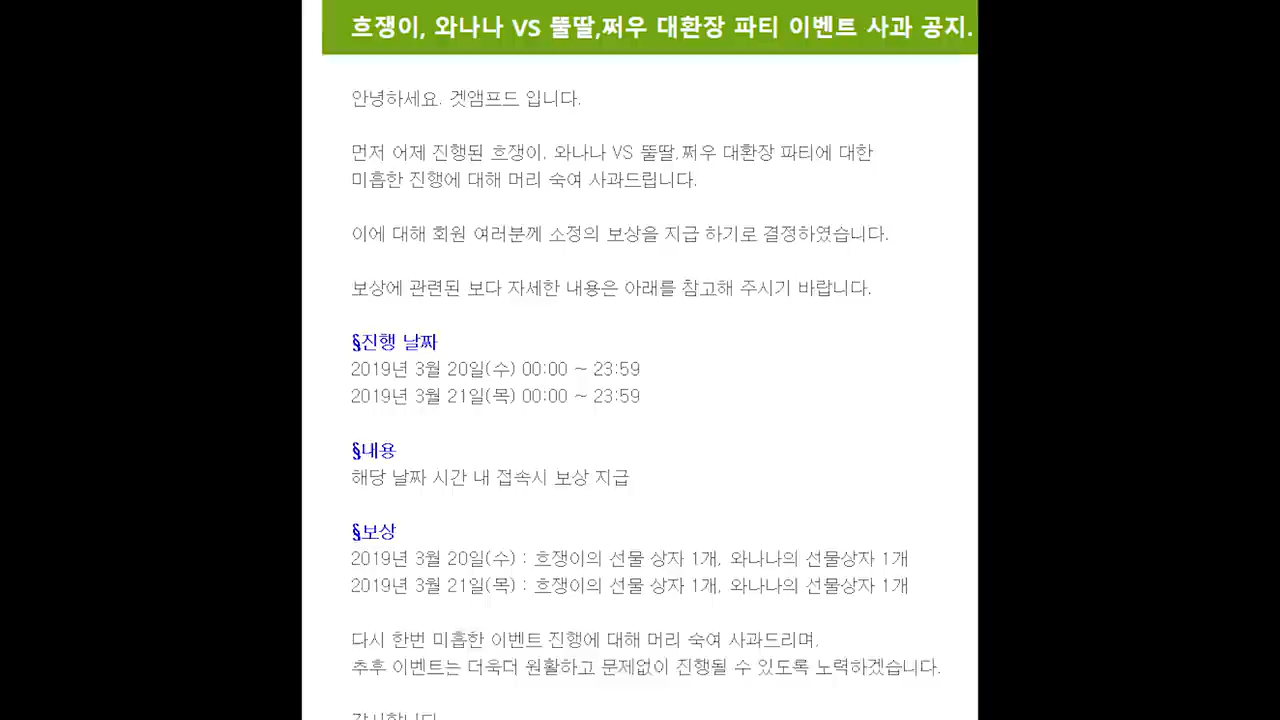 흐쟁이, 와나나 VS 뚤딸,쩌우 대환장 파티 이벤트 사과 공지.
안녕하세요. 겟앰프드 입니다.
먼저 어제 진행된 흐쟁이, 와나나 VS 뚤딸,쩌우 대환장 파티에 대한
미흡한 진행에 대해 머리 숙여 사과드립니다.
이에 대해 회원 여러분께 소정의 보상을 지급 하기로 결정하였습니다.
보상에 관련된 보다 자세한 내용은 아래를 참고해 주시기 바랍니다.
§진행 날짜
2019년 3월 20일(수) 00:00 ~ 23:59
2019년 3월 21일(목) 00:00 ~ 23:59
§내용
해당 날짜 시간 내 접속시 보상 지급
§보상
2019년 3월 20일(수) : 흐쟁이의 선물 상자 1개, 와나나의 선물상자 1개
2019년 3월 21일(목) : 흐쟁이의 선물 상자 1개, 와나나의 선물상자 1개
다시 한번 미흡한 이벤트 진행에 대해 머리 숙여 사과드리며,
추후 이벤트는 더욱더 원활하고 문제없이 진행될 수 있도록 노력하겠습니다.
감사합니다